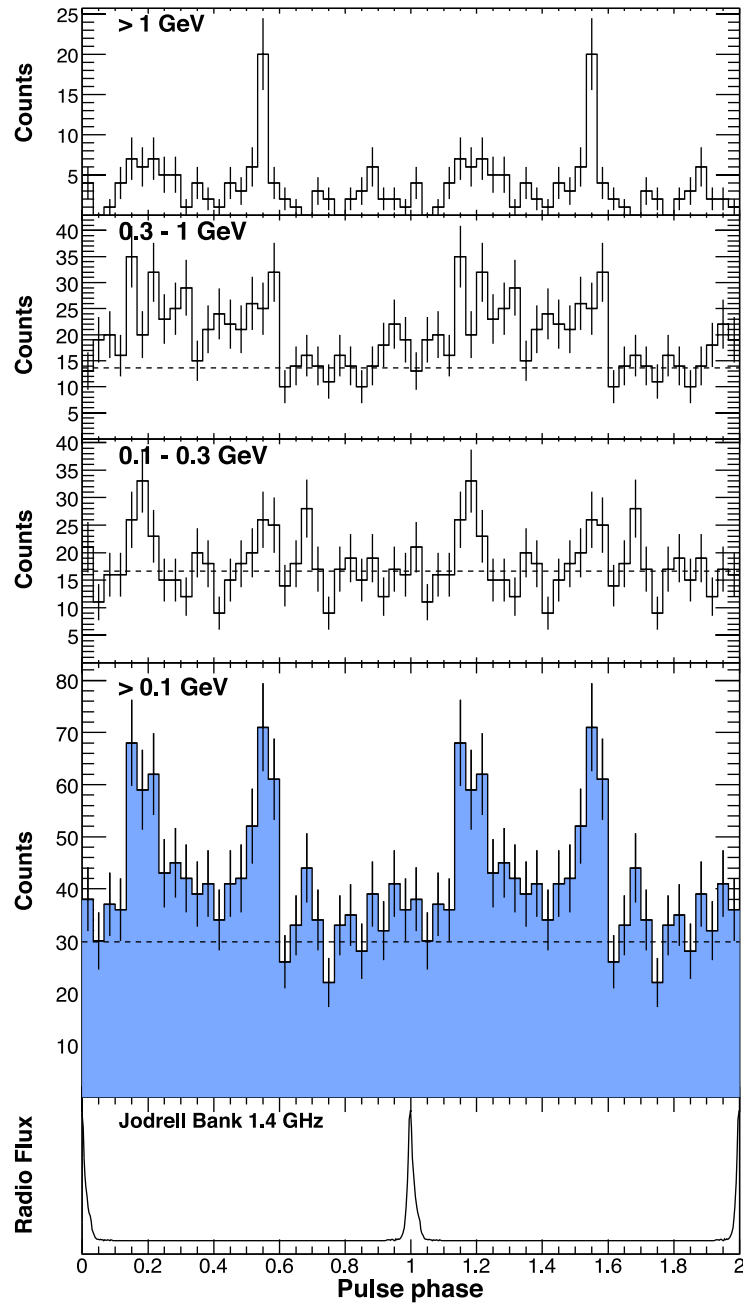 > 1 GeV
Counts
25
20
15
10
5
0.3 - 1 GeV
Counts
40
35
30
25
20
15
10
5
0.1 - 0.3 GeV
Counts
40
35
30
25
20
15
10
5
> 0.1 GeV
Counts
80
70
60
50
40
30
20
10
Jodrell Bank 1.4 GHz
Radio Flux
0 0.2 0.4 0.6 0.8 1 1.2 1.4 1.6 1.8 2
Pulse phase